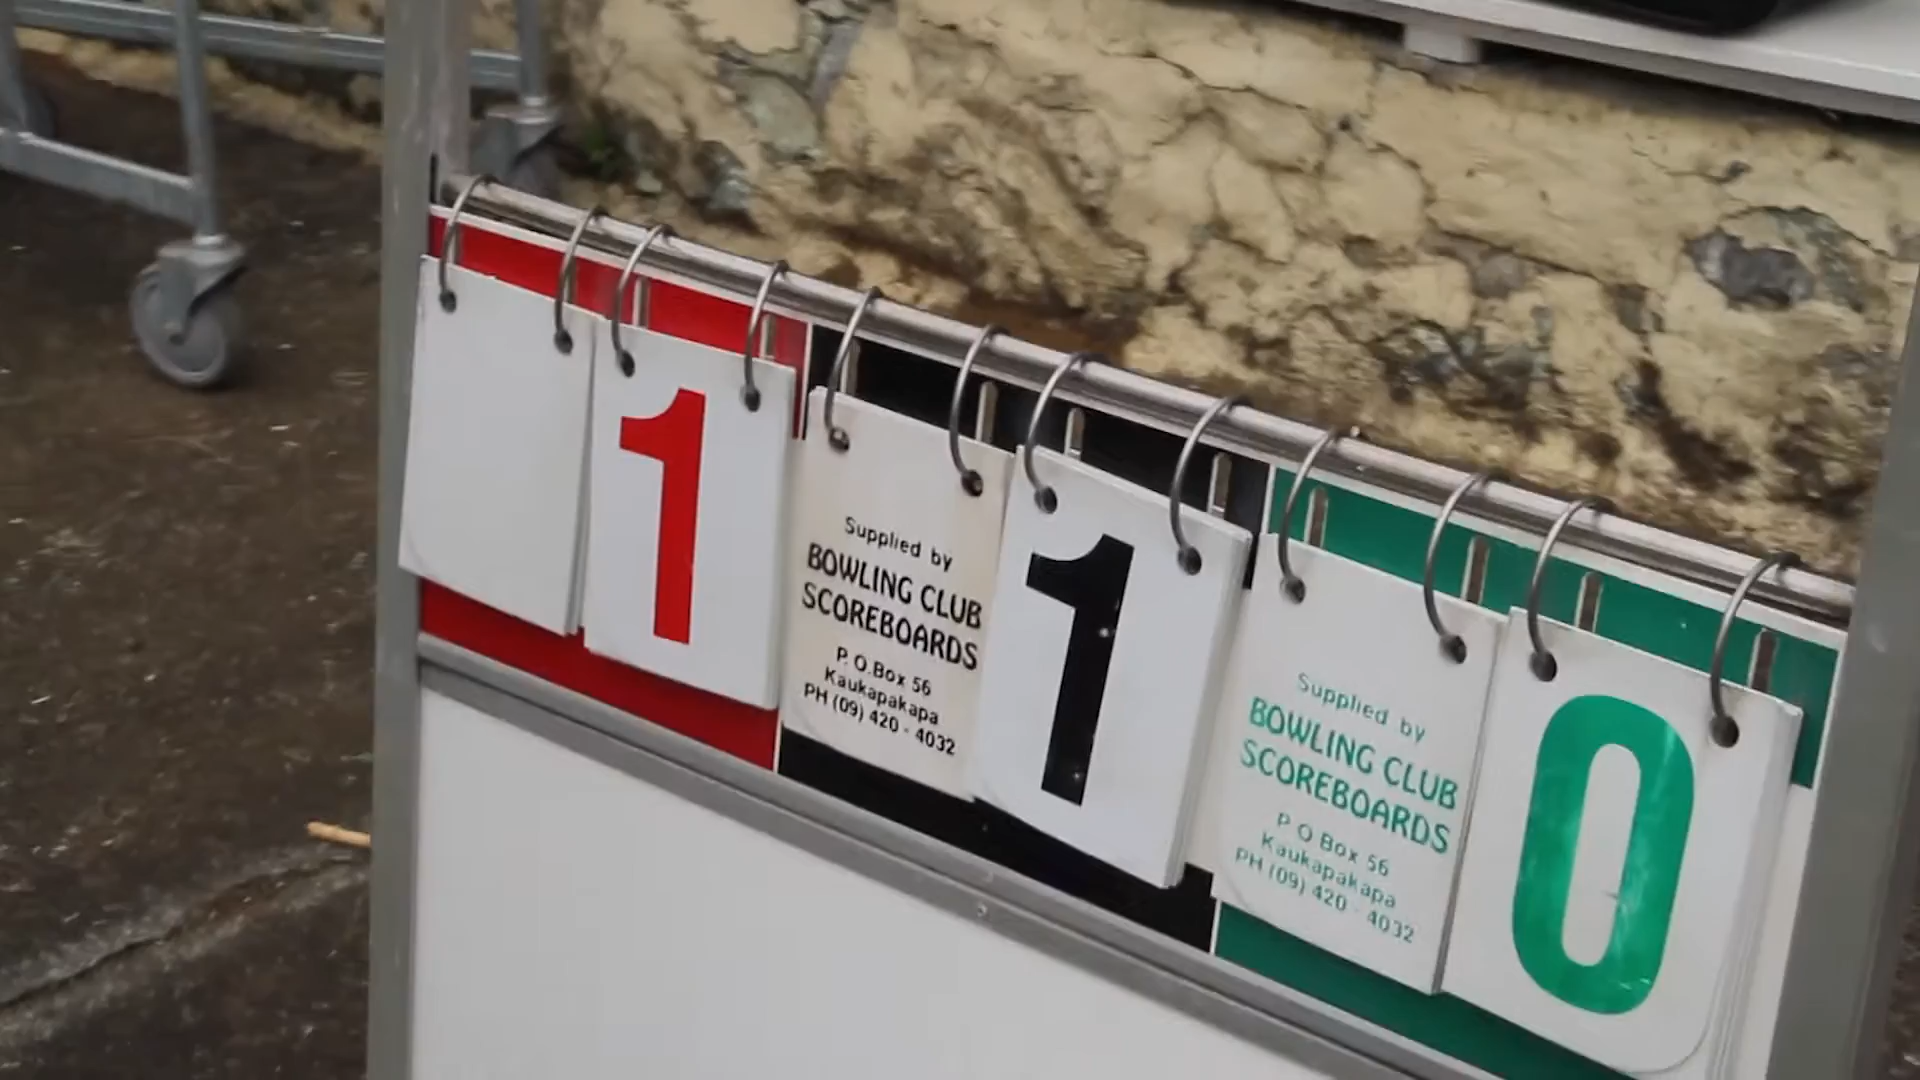 1
Supplied by
BOWLING CLUB
SCOREBOARDS
P.O.Box 56
Kaukapakapa
PH (09) 420 - 4032
1
Supplied by
BOWLING CLUB
SCOREBOARDS
P O Box 56
Kaukapakapa
PH (09) 420 - 4032
0